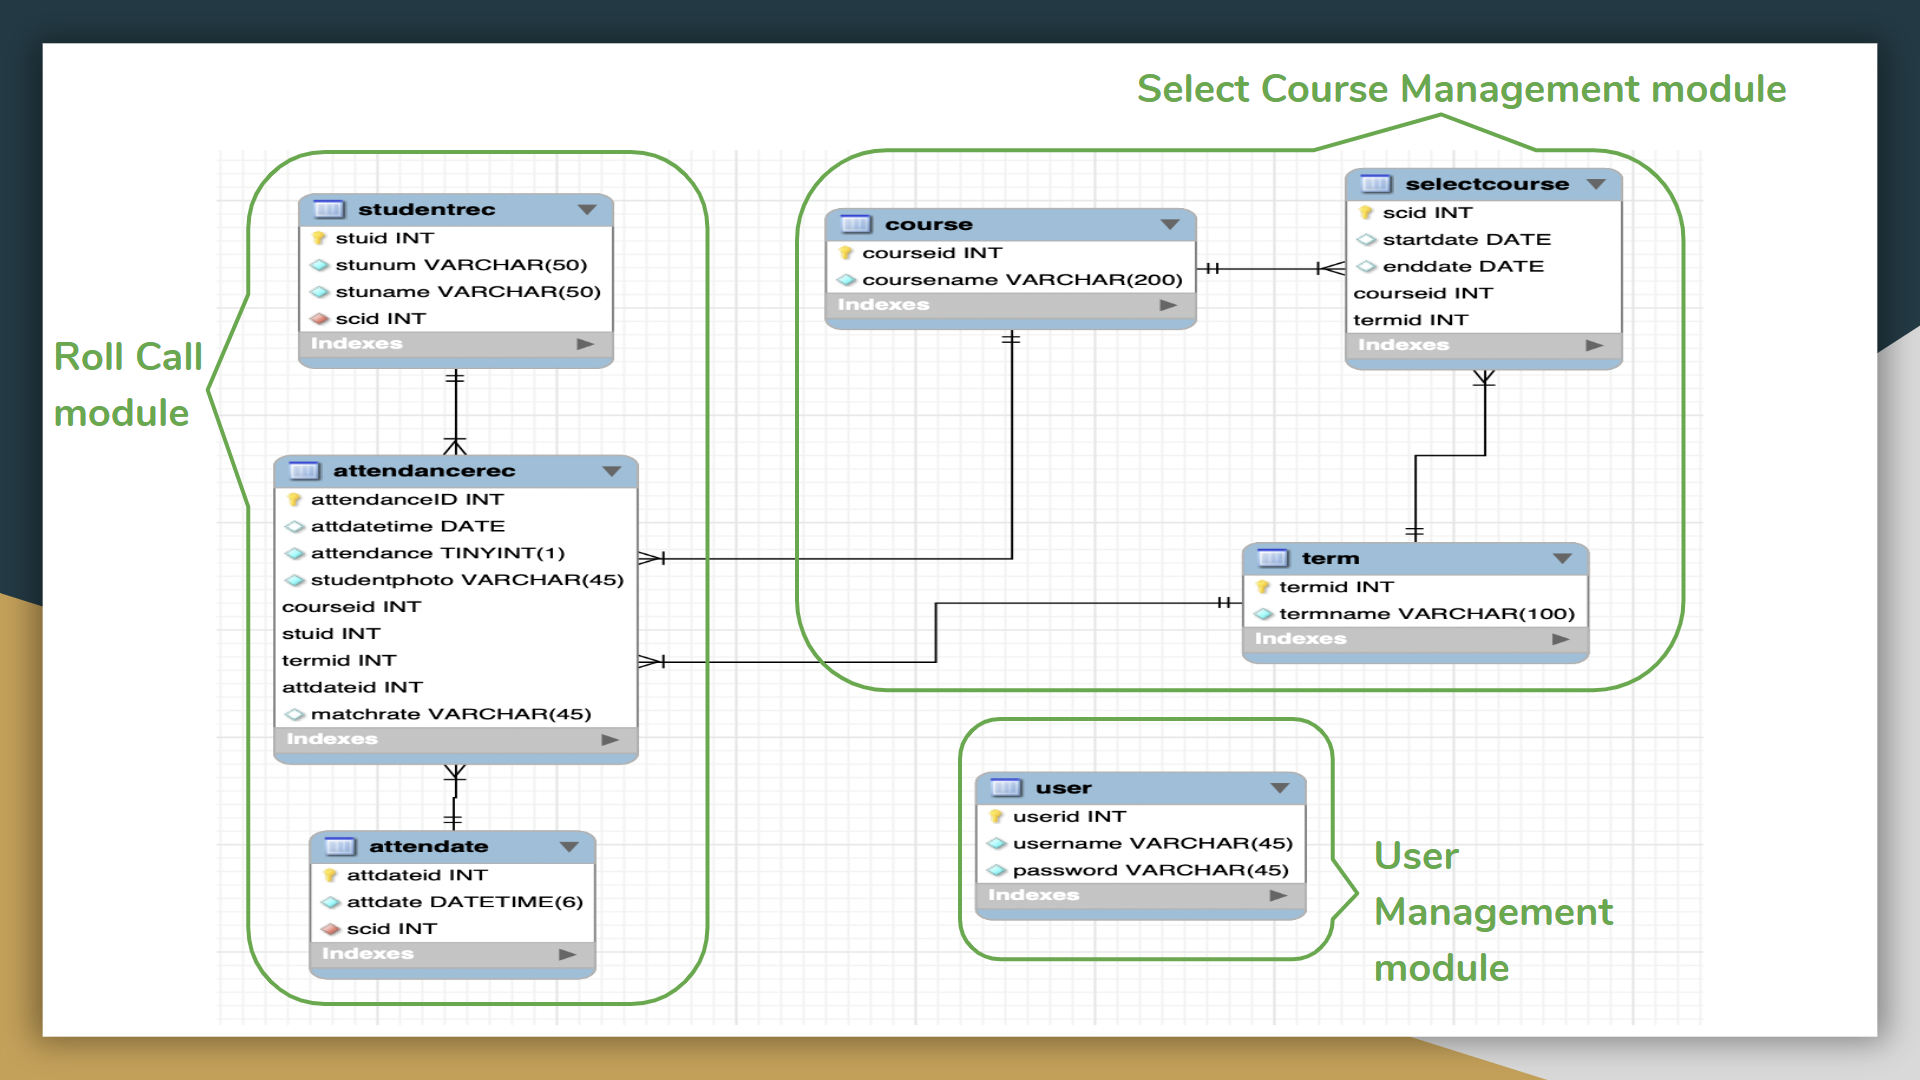 Select Course Management module
Roll Call
module
studentrec
stuid INT
stunum VARCHAR(50)
stuname VARCHAR(50)
scid INT
Indexes
attendancerec
attendanceID INT
attdatetime DATE
attendance TINYINT(1)
studentphoto VARCHAR(45)
courseid INT
stuid INT
termid INT
attdateid INT
matchrate VARCHAR(45)
Indexes
attendate
attdateid INT
attdate DATETIME(6)
scid INT
Indexes
course
courseid INT
coursename VARCHAR(200)
Indexes
selectcourse
scid INT
startdate DATE
enddate DATE
courseid INT
termid INT
Indexes
term
termid INT
termname VARCHAR(100)
Indexes
user
userid INT
username VARCHAR(45)
password VARCHAR(45)
Indexes
User
Management
module